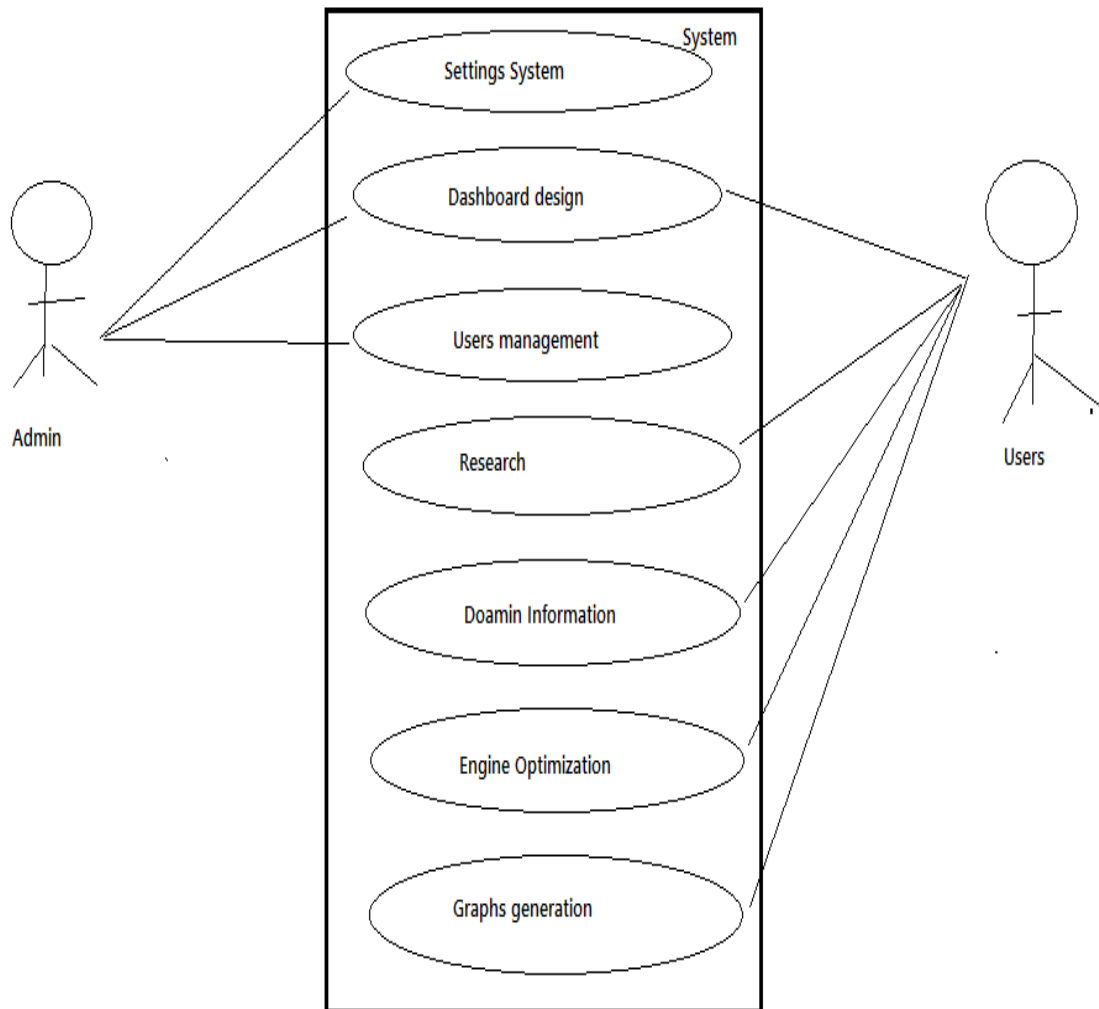 System
Settings System
Dashboard design
Users management
Admin
Research
Users
Doamin Information
Engine Optimization
Graphs generation